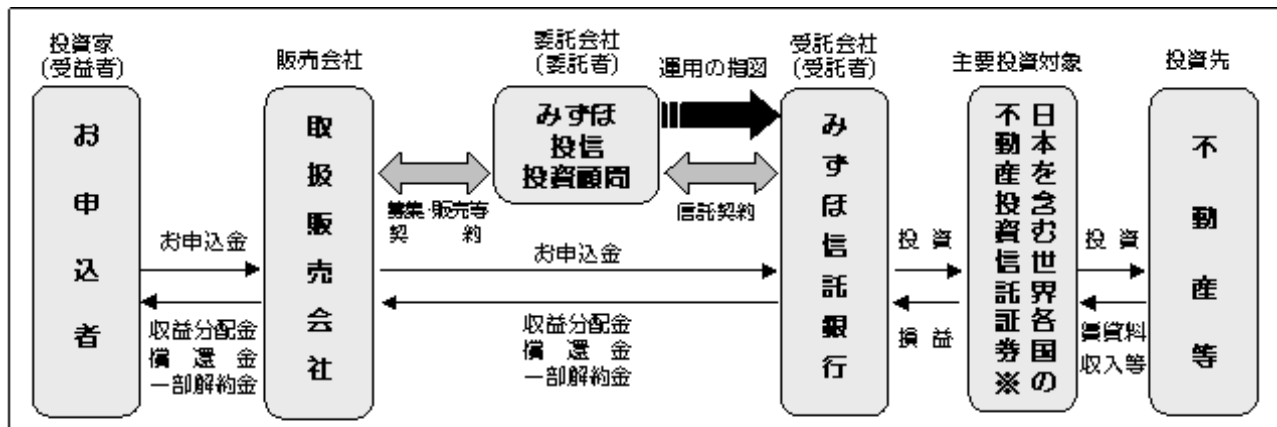 投資家
(受益者)
お申込者
お申込金
収益分配金
償還金
一部解約金
販売会社
取扱販売会社
募集・販売等
契約
委託会社
(委託者)
みずほ
投信
投資顧問
運用の指図
信託契約
お申込金
収益分配金
償還金
一部解約金
受託会社
(受託者)
みずほ信託銀行
投資
損益
主要投資対象
日本を含む世界各国の
不動産投資信託証券※
投資
賃貸料
収入等
投資先
不動産等